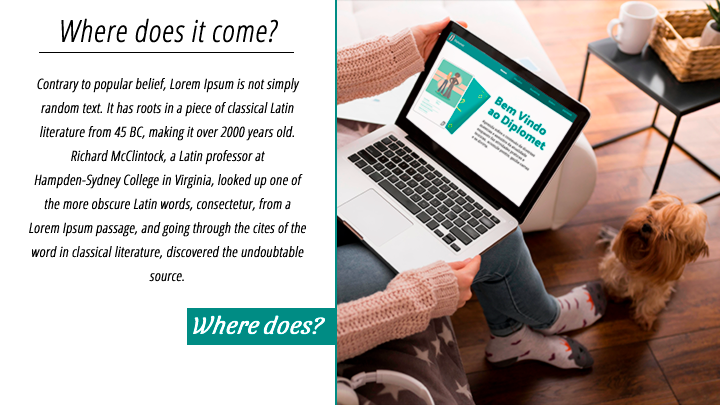 Where does it come?
Contrary to popular belief, Lorem Ipsum is not simply
random text. It has roots in a piece of classical Latin
literature from 45 BC, making it over 2000 years old.
Richard McClintock, a Latin professor at
Hampden-Sydney College in Virginia, looked up one of
the more obscure Latin words, consectetur, from a
Lorem Ipsum passage, and going through the cites of the
word in classical literature, discovered the undoubtable
source.
Where does?
Bem Vindo
ao Diplomet